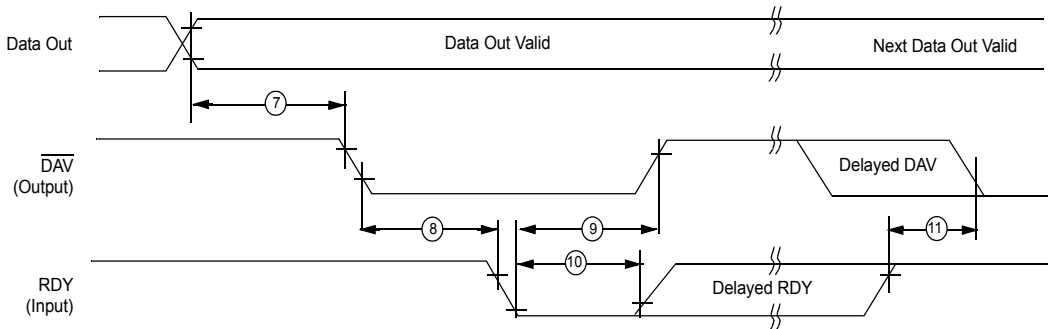 Data Out
Data Out Valid
Next Data Out Valid
7
DAV
(Output)
Delayed DAV
8
9
11
10
RDY
(Input)
Delayed RDY